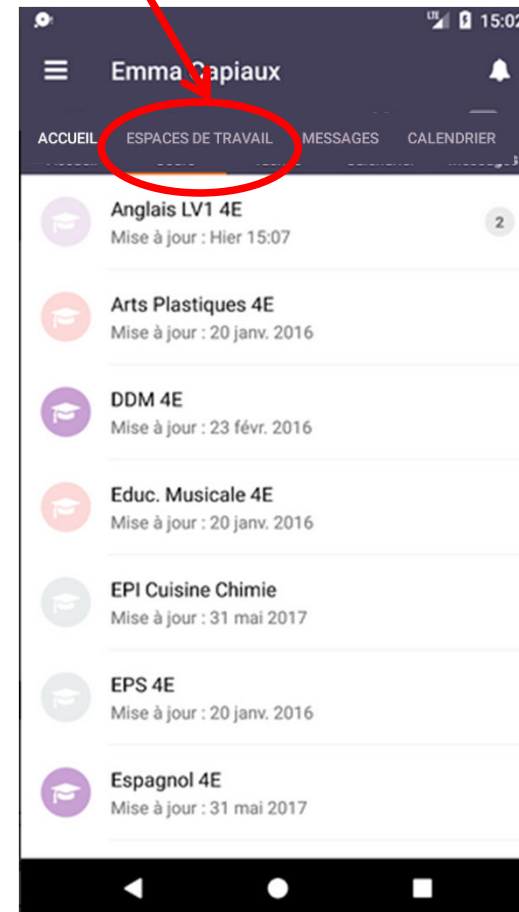 LTE 15:02
Emma Capiaux
ACCUEIL ESPACES DE TRAVAIL MESSAGES CALENDRIER
Anglais LV1 4E
2
Mise à jour : Hier 15:07
Arts Plastiques 4E
Mise à jour : 20 janv. 2016
DDM 4E
Mise à jour : 23 févr. 2016
Educ. Musicale 4E
Mise à jour : 20 janv. 2016
EPI Cuisine Chimie
Mise à jour : 31 mai 2017
EPS 4E
Mise à jour : 20 janv. 2016
Espagnol 4E
Mise à jour : 31 mai 2017